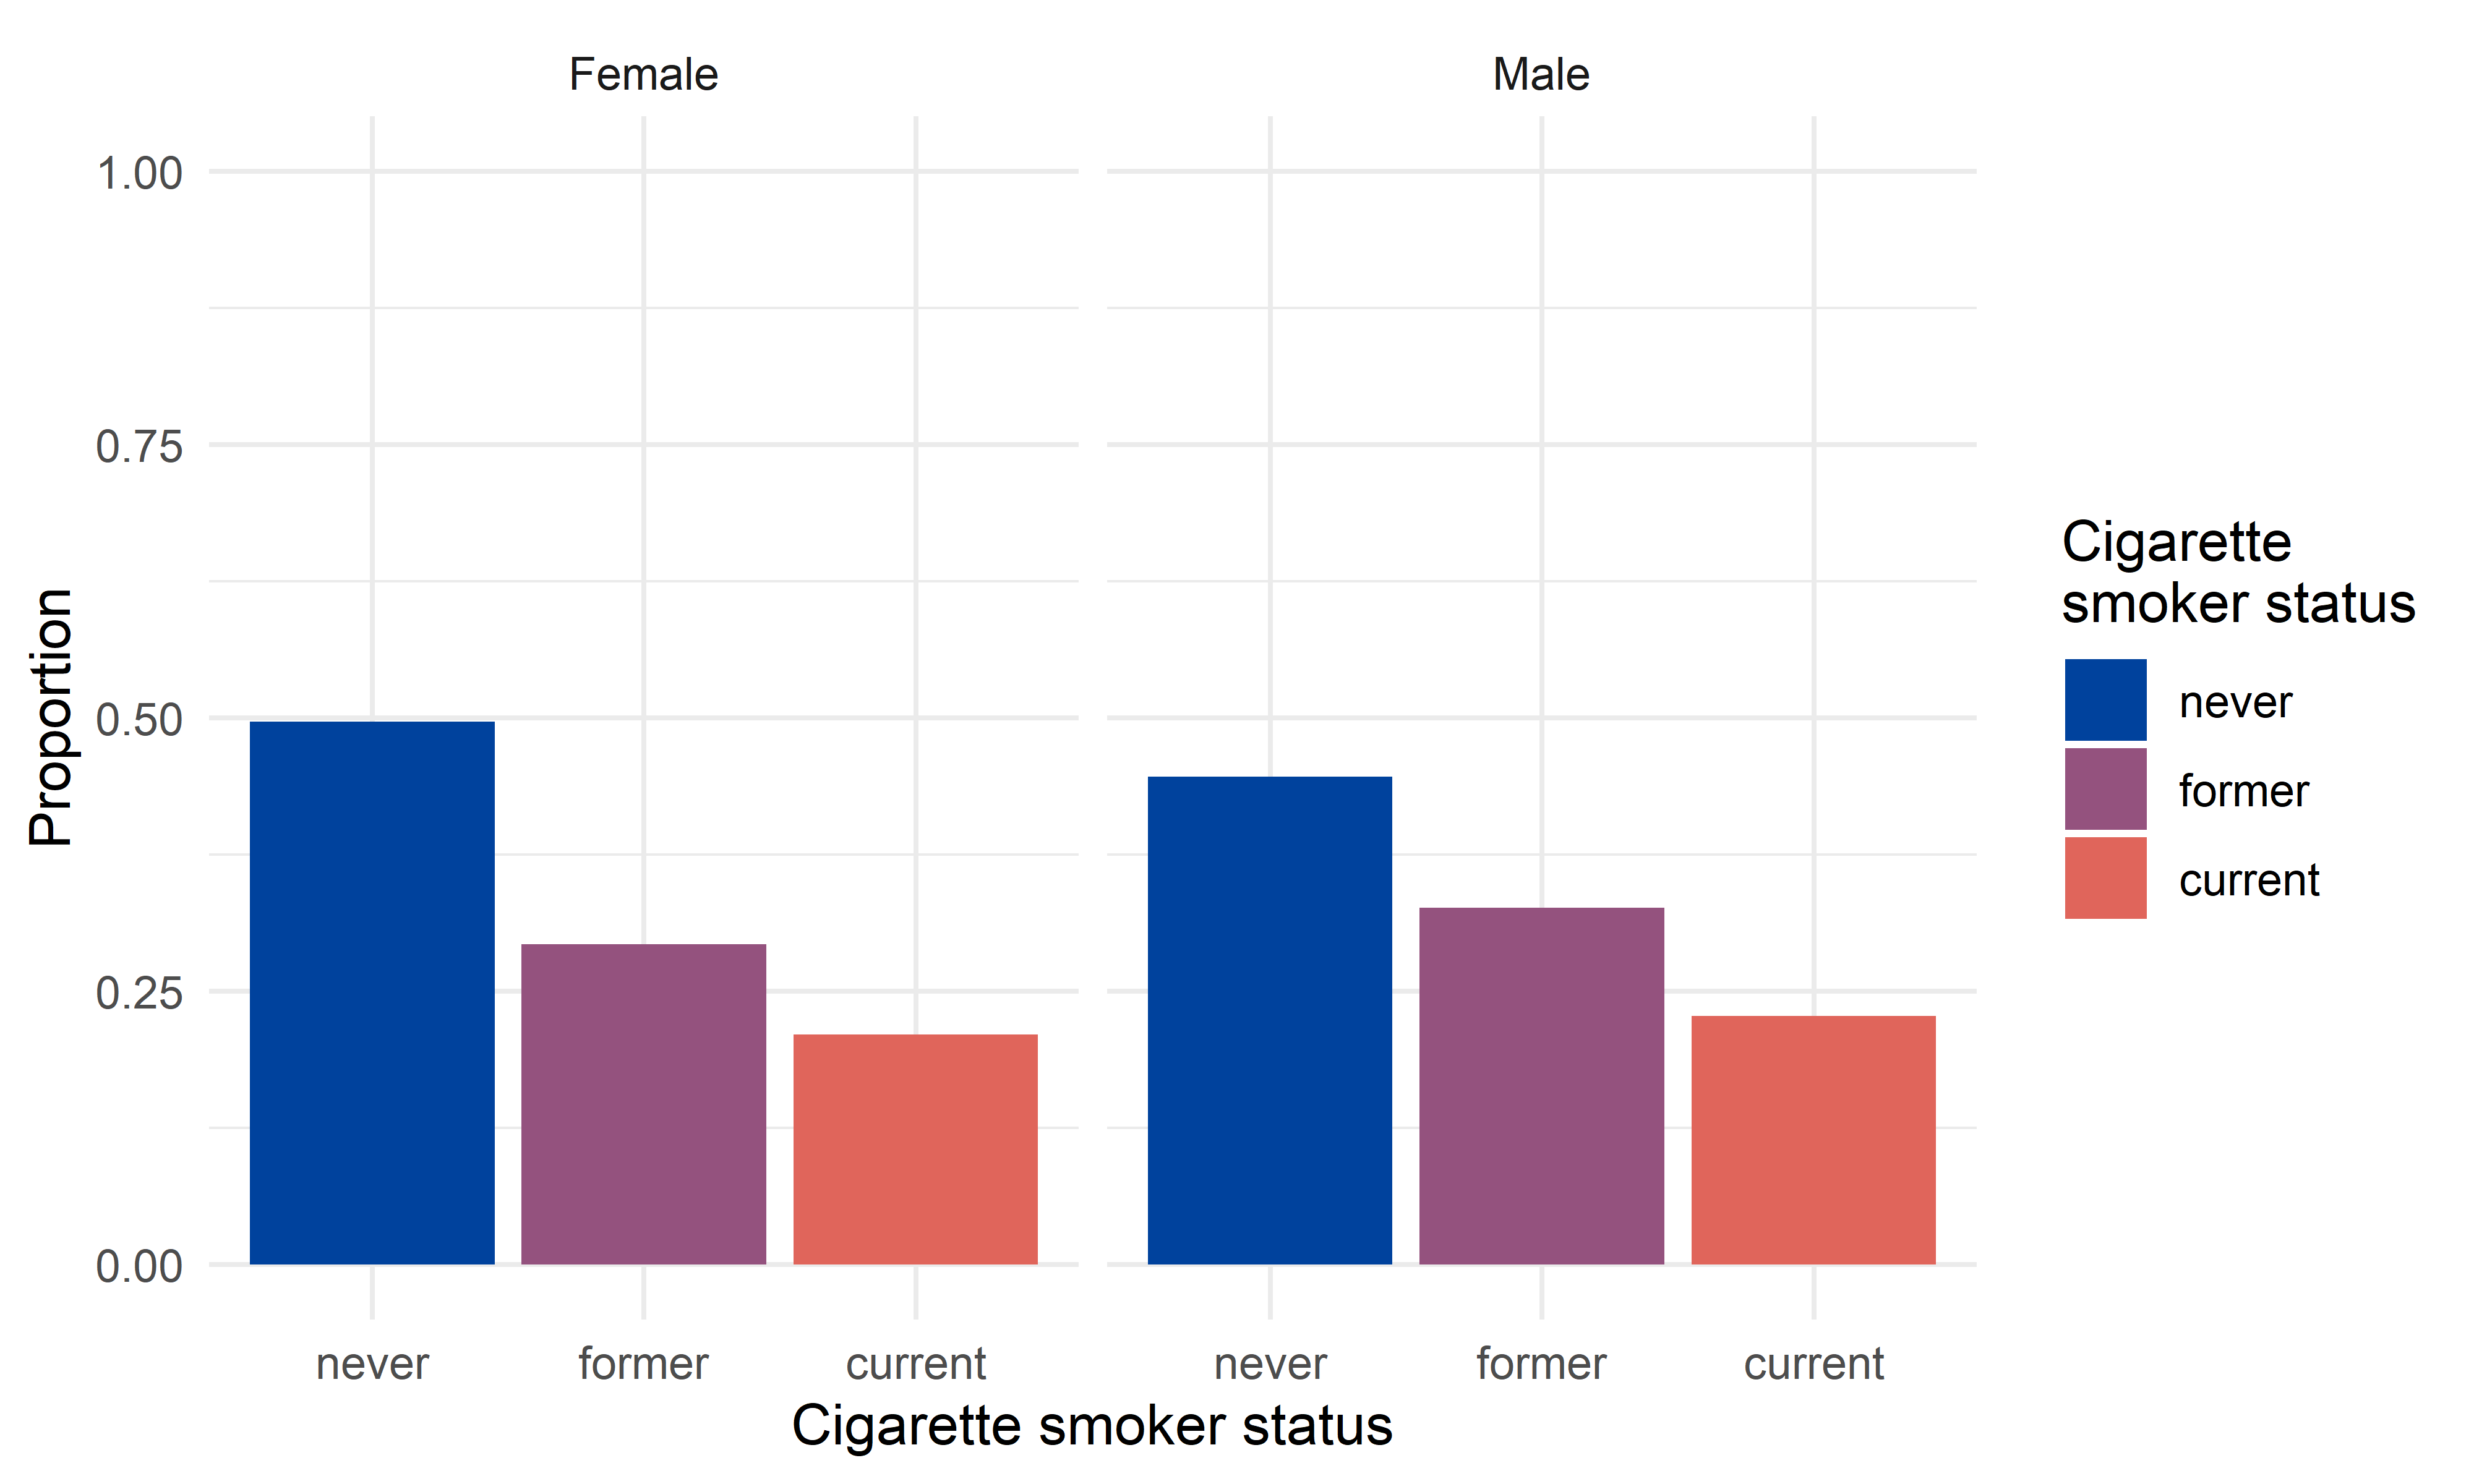 Female
Male
1.00
0.75
0.50
0.25
0.00
Proportion
never
former
current
never
former
current
Cigarette smoker status
Cigarette
smoker status
never
former
current